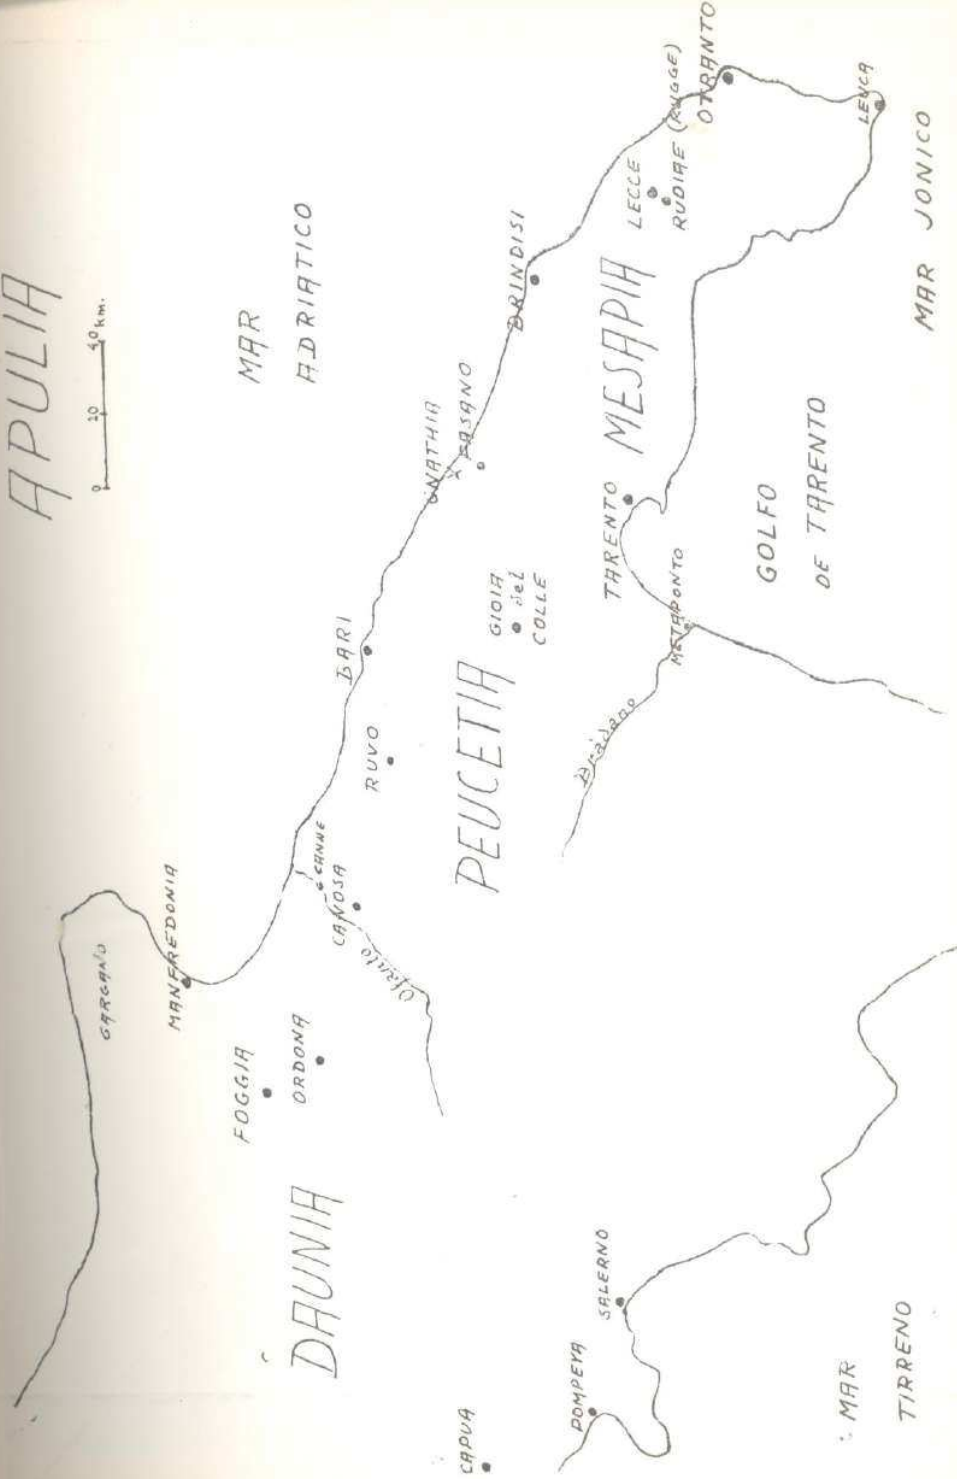 APULIA
0 20 40 km.
MAR
ADRIATICO
GARGANO
MANFREDONIA
FOGGIA
ORDONA
DAUNIA
CANNE
CANOSA
Ofanto
RUVO
BARI
PEUCETIA
GIOIA
del
COLLE
GNATHIA
FASANO
BRINDISI
MESAPIA
LECCE
RUDIAE (RUGGE)
OTRANTO
LEUCA
TARENTO
METAPONTO
Bradano
GOLFO
DE TARENTO
MAR JONICO
CAPUA
POMPEYA
SALERNO
MAR
TIRRENO